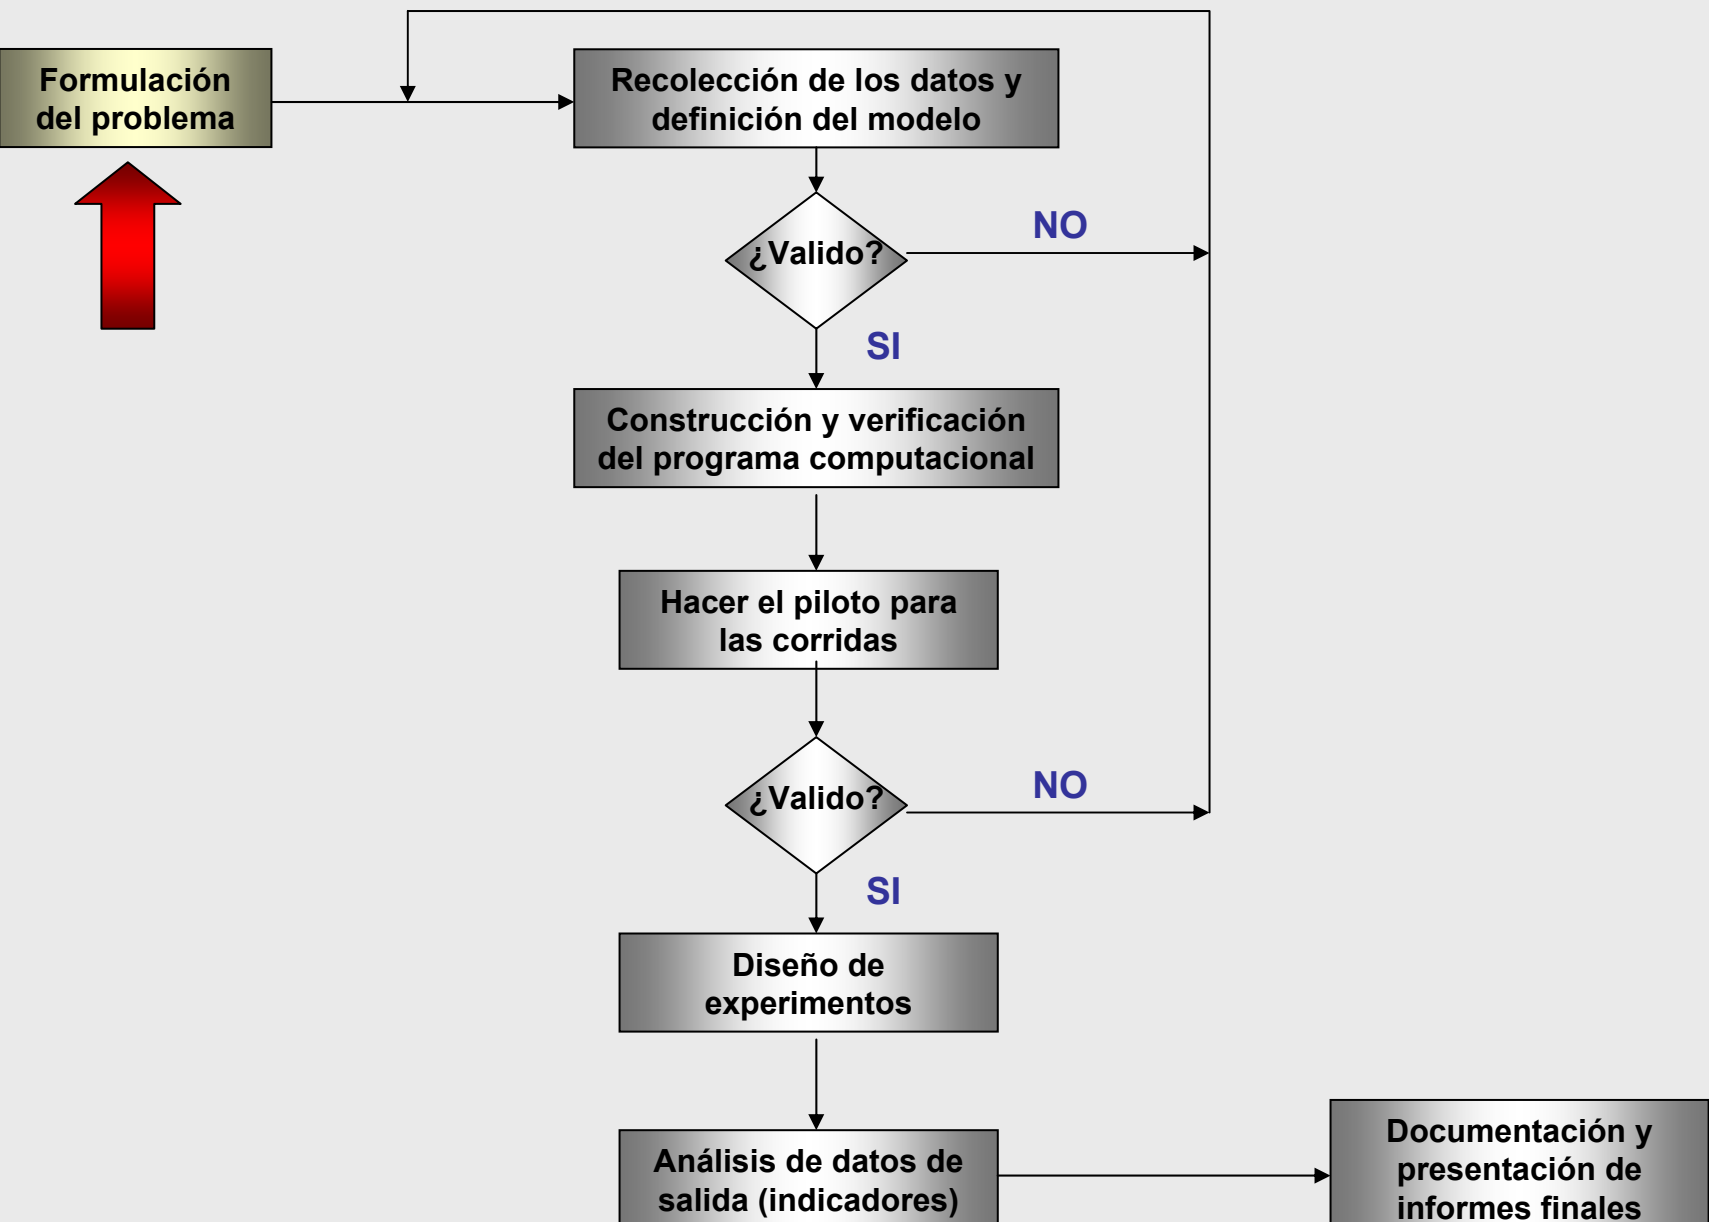 Formulación
del problema
Recolección de los datos y
definición del modelo
¿Valido?
NO
SI
Construcción y verificación
del programa computacional
Hacer el piloto para
las corridas
¿Valido?
NO
SI
Diseño de
experimentos
Análisis de datos de
salida (indicadores)
Documentación y
presentación de
informes finales